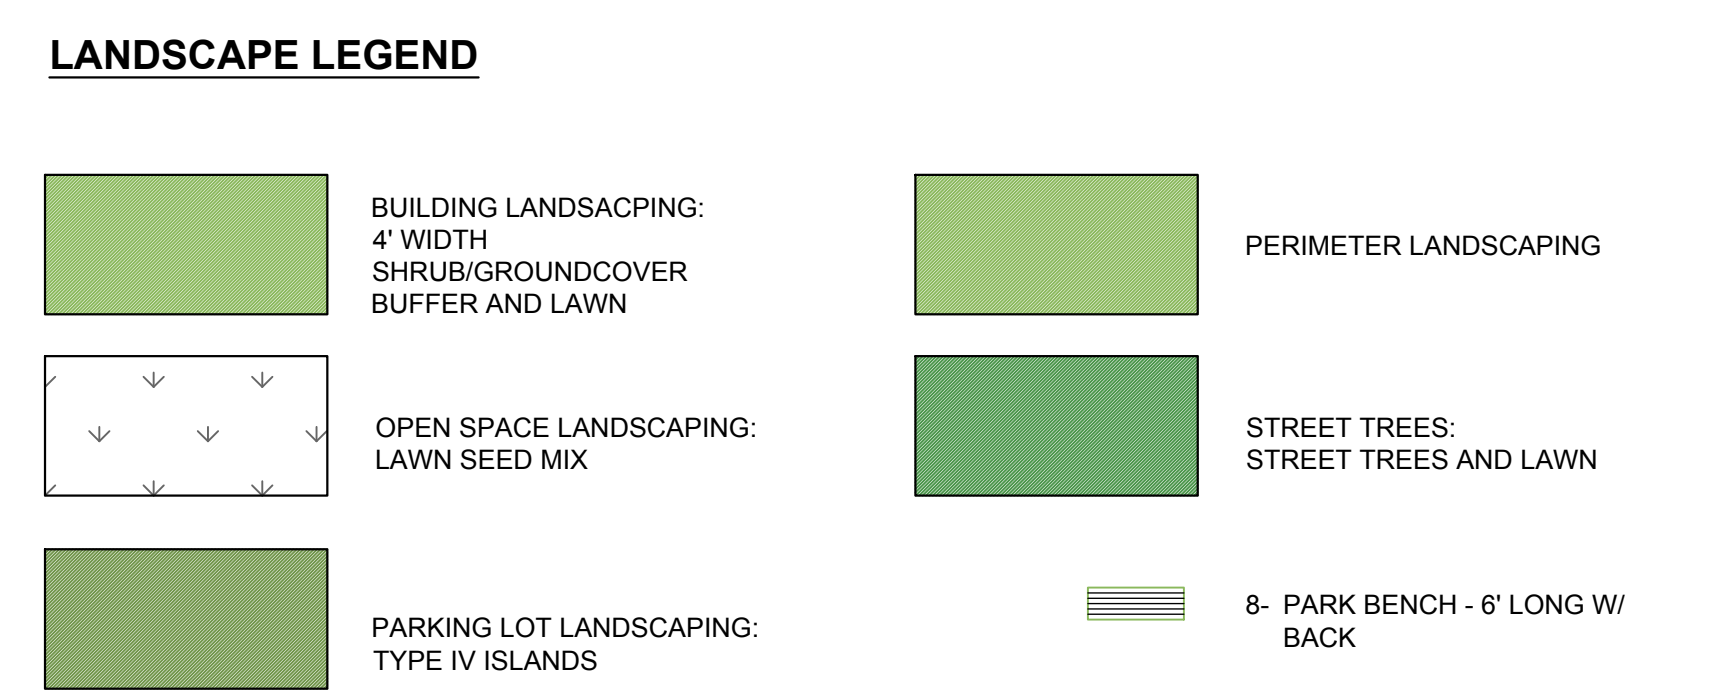 LANDSCAPE LEGEND
BUILDING LANDSACPING:
4' WIDTH
SHRUB/GROUNDCOVER
BUFFER AND LAWN
PERIMETER LANDSCAPING
OPEN SPACE LANDSCAPING:
LAWN SEED MIX
STREET TREES:
STREET TREES AND LAWN
PARKING LOT LANDSCAPING:
TYPE IV ISLANDS
8- PARK BENCH - 6' LONG W/
BACK